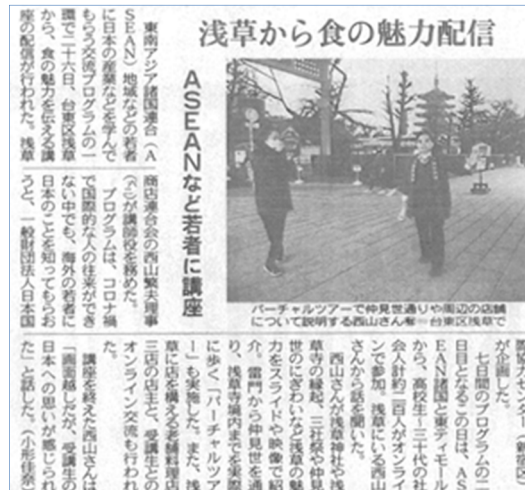 浅草から食の魅力配信
ASEANなど若者に講座
東南アジア諸国連合（A
SEAN）地域などの若者
に日本の産業などを学んで
もらう交流プログラムの一
環で二十六日、台東区浅草
から、食の魅力を伝える講
座の配信が行われた。浅草
商店連合会の西山繁夫理事
が講師役を務めた。
プログラムは、コロナ禍
で国際的な人の往来ができ
ない中でも、海外の若者に
日本のことを知ってもらお
うと、一般財団法人日本国
バーチャルツアーで仲見世通りや周辺の店舗
について説明する西山さん㊨＝台東区浅草で
際協力センター（新宿区）
が企画した。
七日間のプログラムの二
日目となるこの日は、AS
EAN諸国と東ティモール
から、高校生～三十代の社
会人計約二百人がオンライ
ンで参加。浅草にいる西山
さんから話を聞いた。
西山さんが浅草神社や浅
草寺の縁起、三社祭や仲見
世のにぎわいなど浅草の魅
力をスライドや映像で紹
介。雷門から仲見世を通
り、浅草寺境内までを実際
に歩く「バーチャルツア
ー」も実施した。また、浅
草に店を構える老舗料理店
三店の店主と、受講生との
オンライン交流も行われ
た。
講座を終えた西山さんは
「画面越しだが、受講生の
日本への思いが感じられ
た」と話した。（小形佳奈）